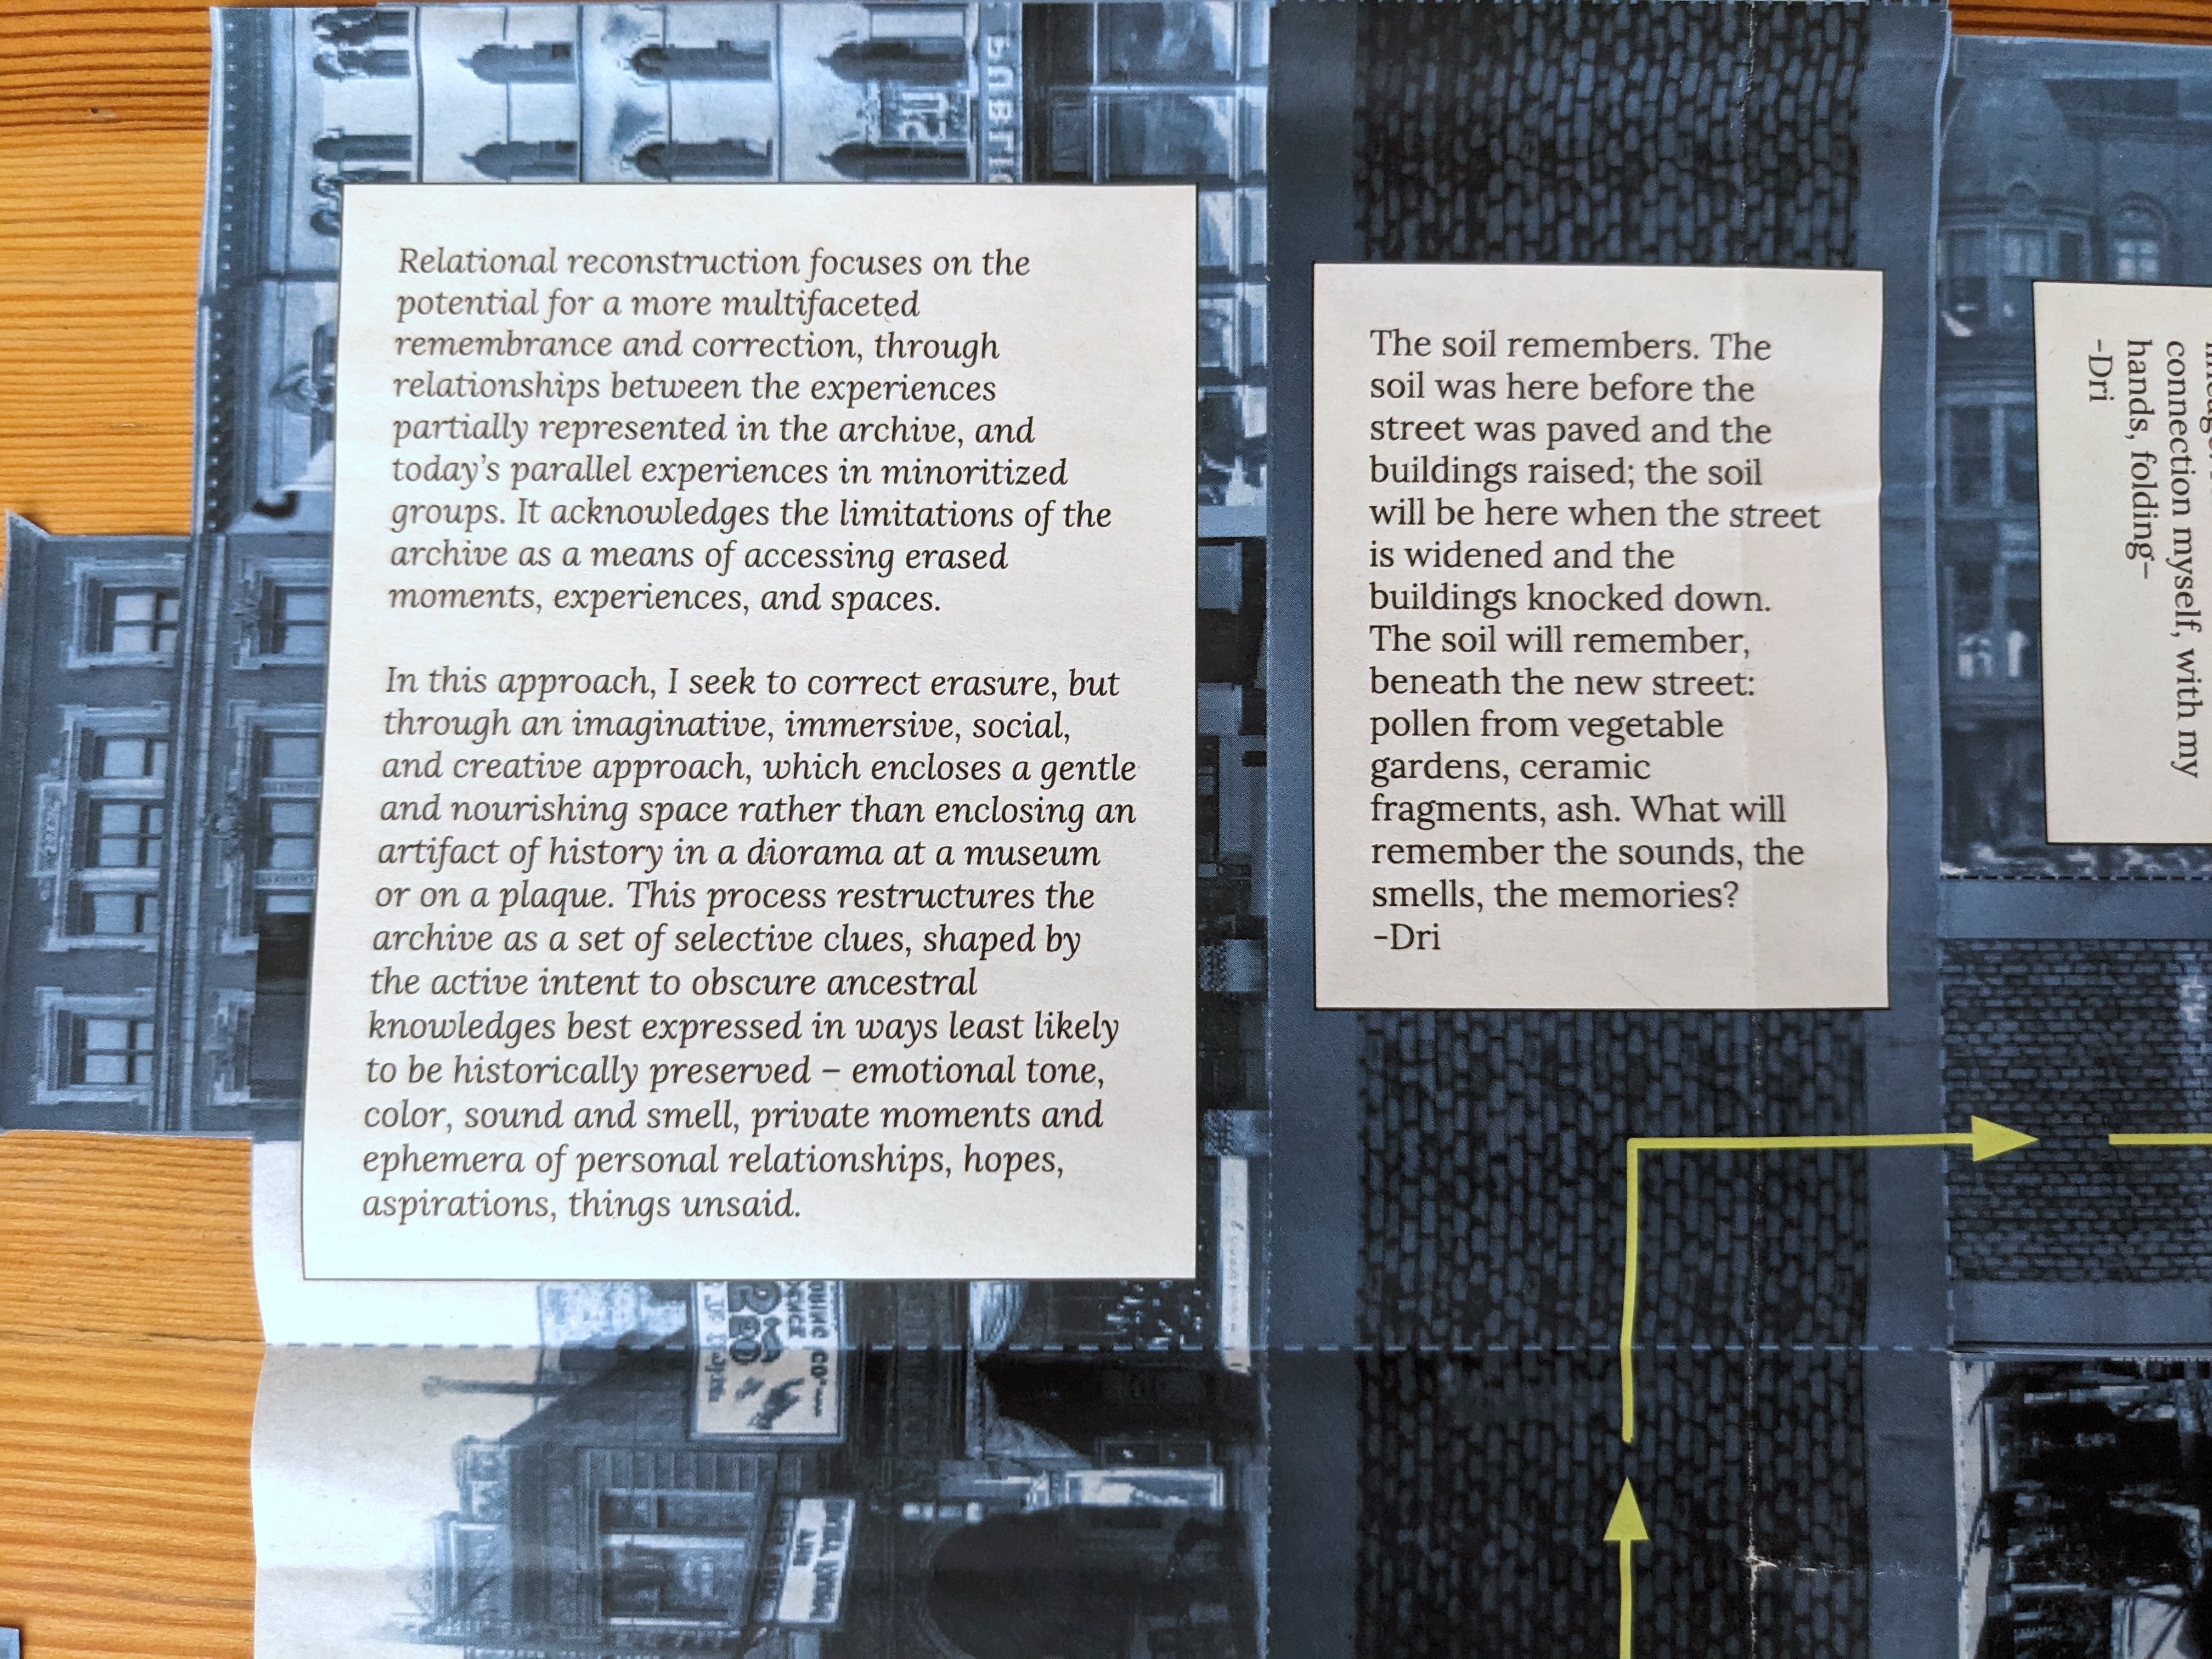 Relational reconstruction focuses on the
potential for a more multifaceted
remembrance and correction, through
relationships between the experiences
partially represented in the archive, and
today's parallel experiences in minoritized
groups. It acknowledges the limitations of the
archive as a means of accessing erased
moments, experiences, and spaces.
In this approach, I seek to correct erasure, but
through an imaginative, immersive, social,
and creative approach, which encloses a gentle
and nourishing space rather than enclosing an
artifact of history in a diorama at a museum
or on a plaque. This process restructures the
archive as a set of selective clues, shaped by
the active intent to obscure ancestral
knowledges best expressed in ways least likely
to be historically preserved – emotional tone,
color, sound and smell, private moments and
ephemera of personal relationships, hopes,
aspirations, things unsaid.
The soil remembers. The
soil was here before the
street was paved and the
buildings raised; the soil
will be here when the street
is widened and the
buildings knocked down.
The soil will remember,
beneath the new street:
pollen from vegetable
gardens, ceramic
fragments, ash. What will
remember the sounds, the
smells, the memories?
-Dri
connection myself, with my
hands, folding-
-Dri